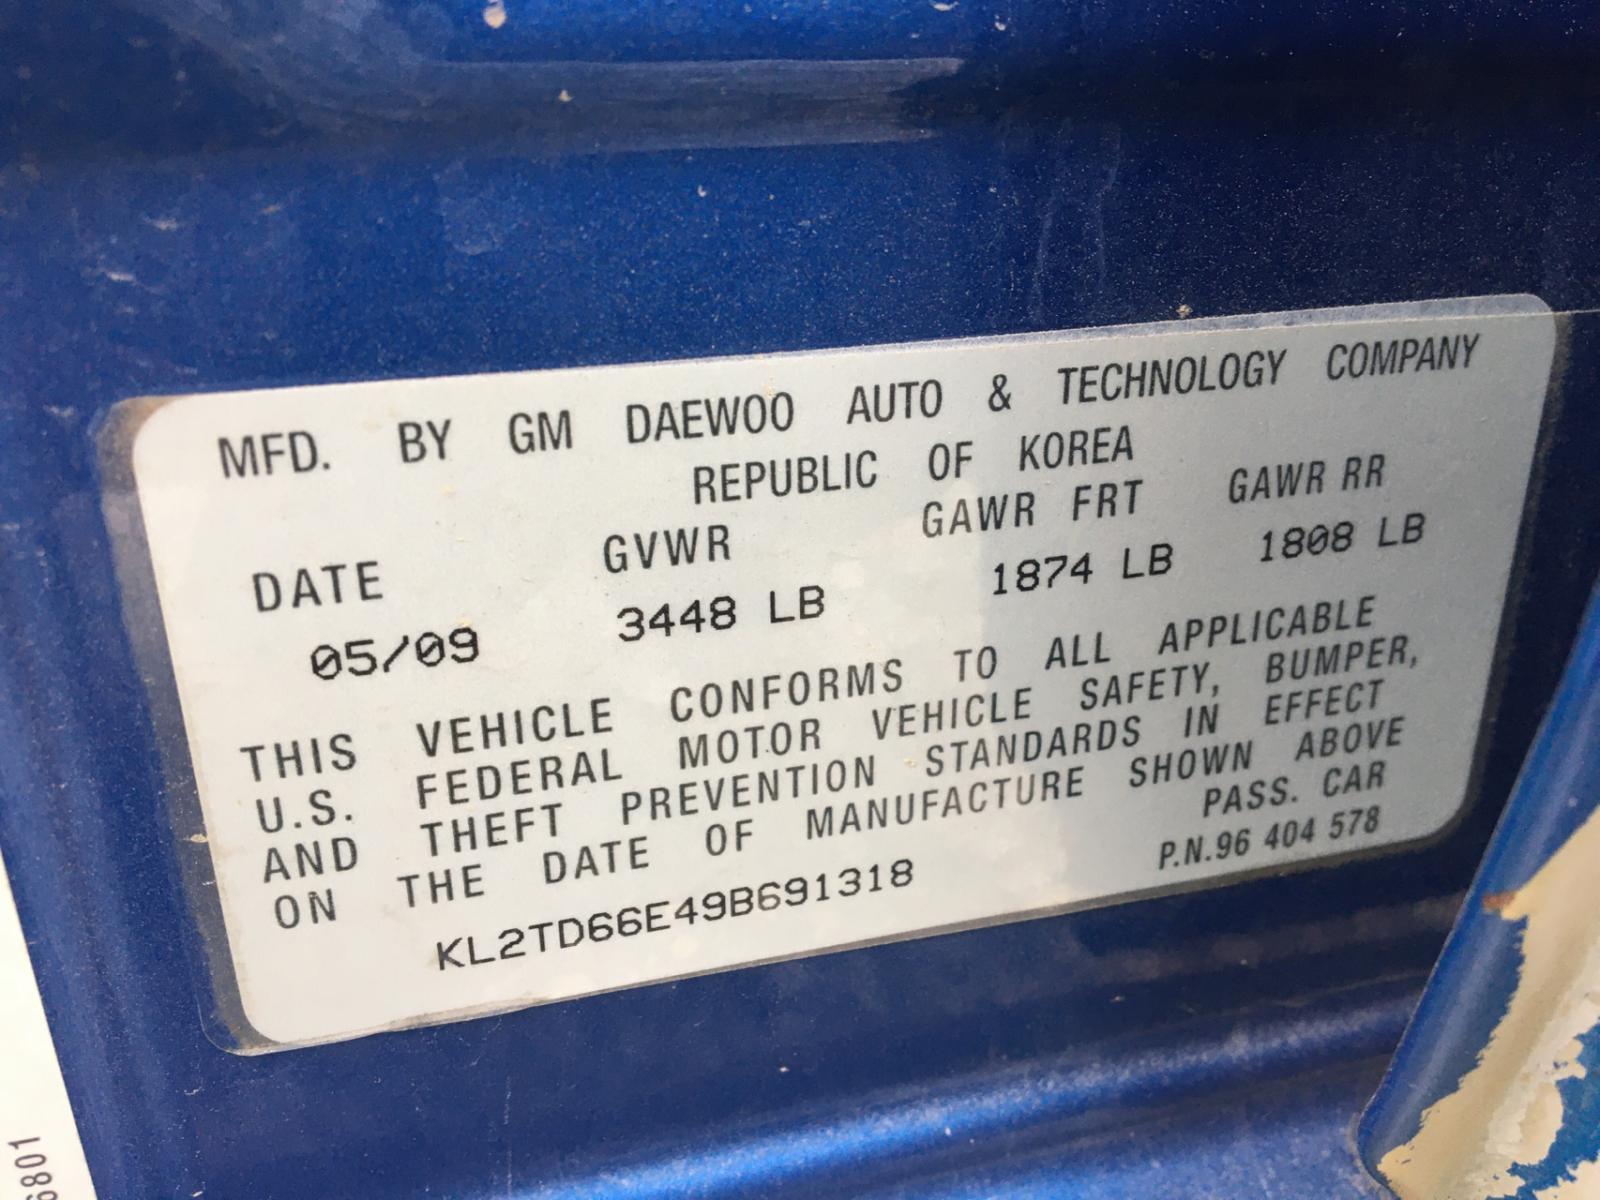 MFD. BY GM DAEWOO AUTO & TECHNOLOGY COMPANY
REPUBLIC OF KOREA
DATE GVWR GAWR FRT GAWR RR
05/09 3448 LB 1874 LB 1808 LB
THIS VEHICLE CONFORMS TO ALL APPLICABLE
U.S. FEDERAL MOTOR VEHICLE SAFETY, BUMPER,
AND THEFT PREVENTION STANDARDS IN EFFECT
ON THE DATE OF MANUFACTURE SHOWN ABOVE
PASS. CAR
KL2TD66E49B691318 P.N.96 404 578